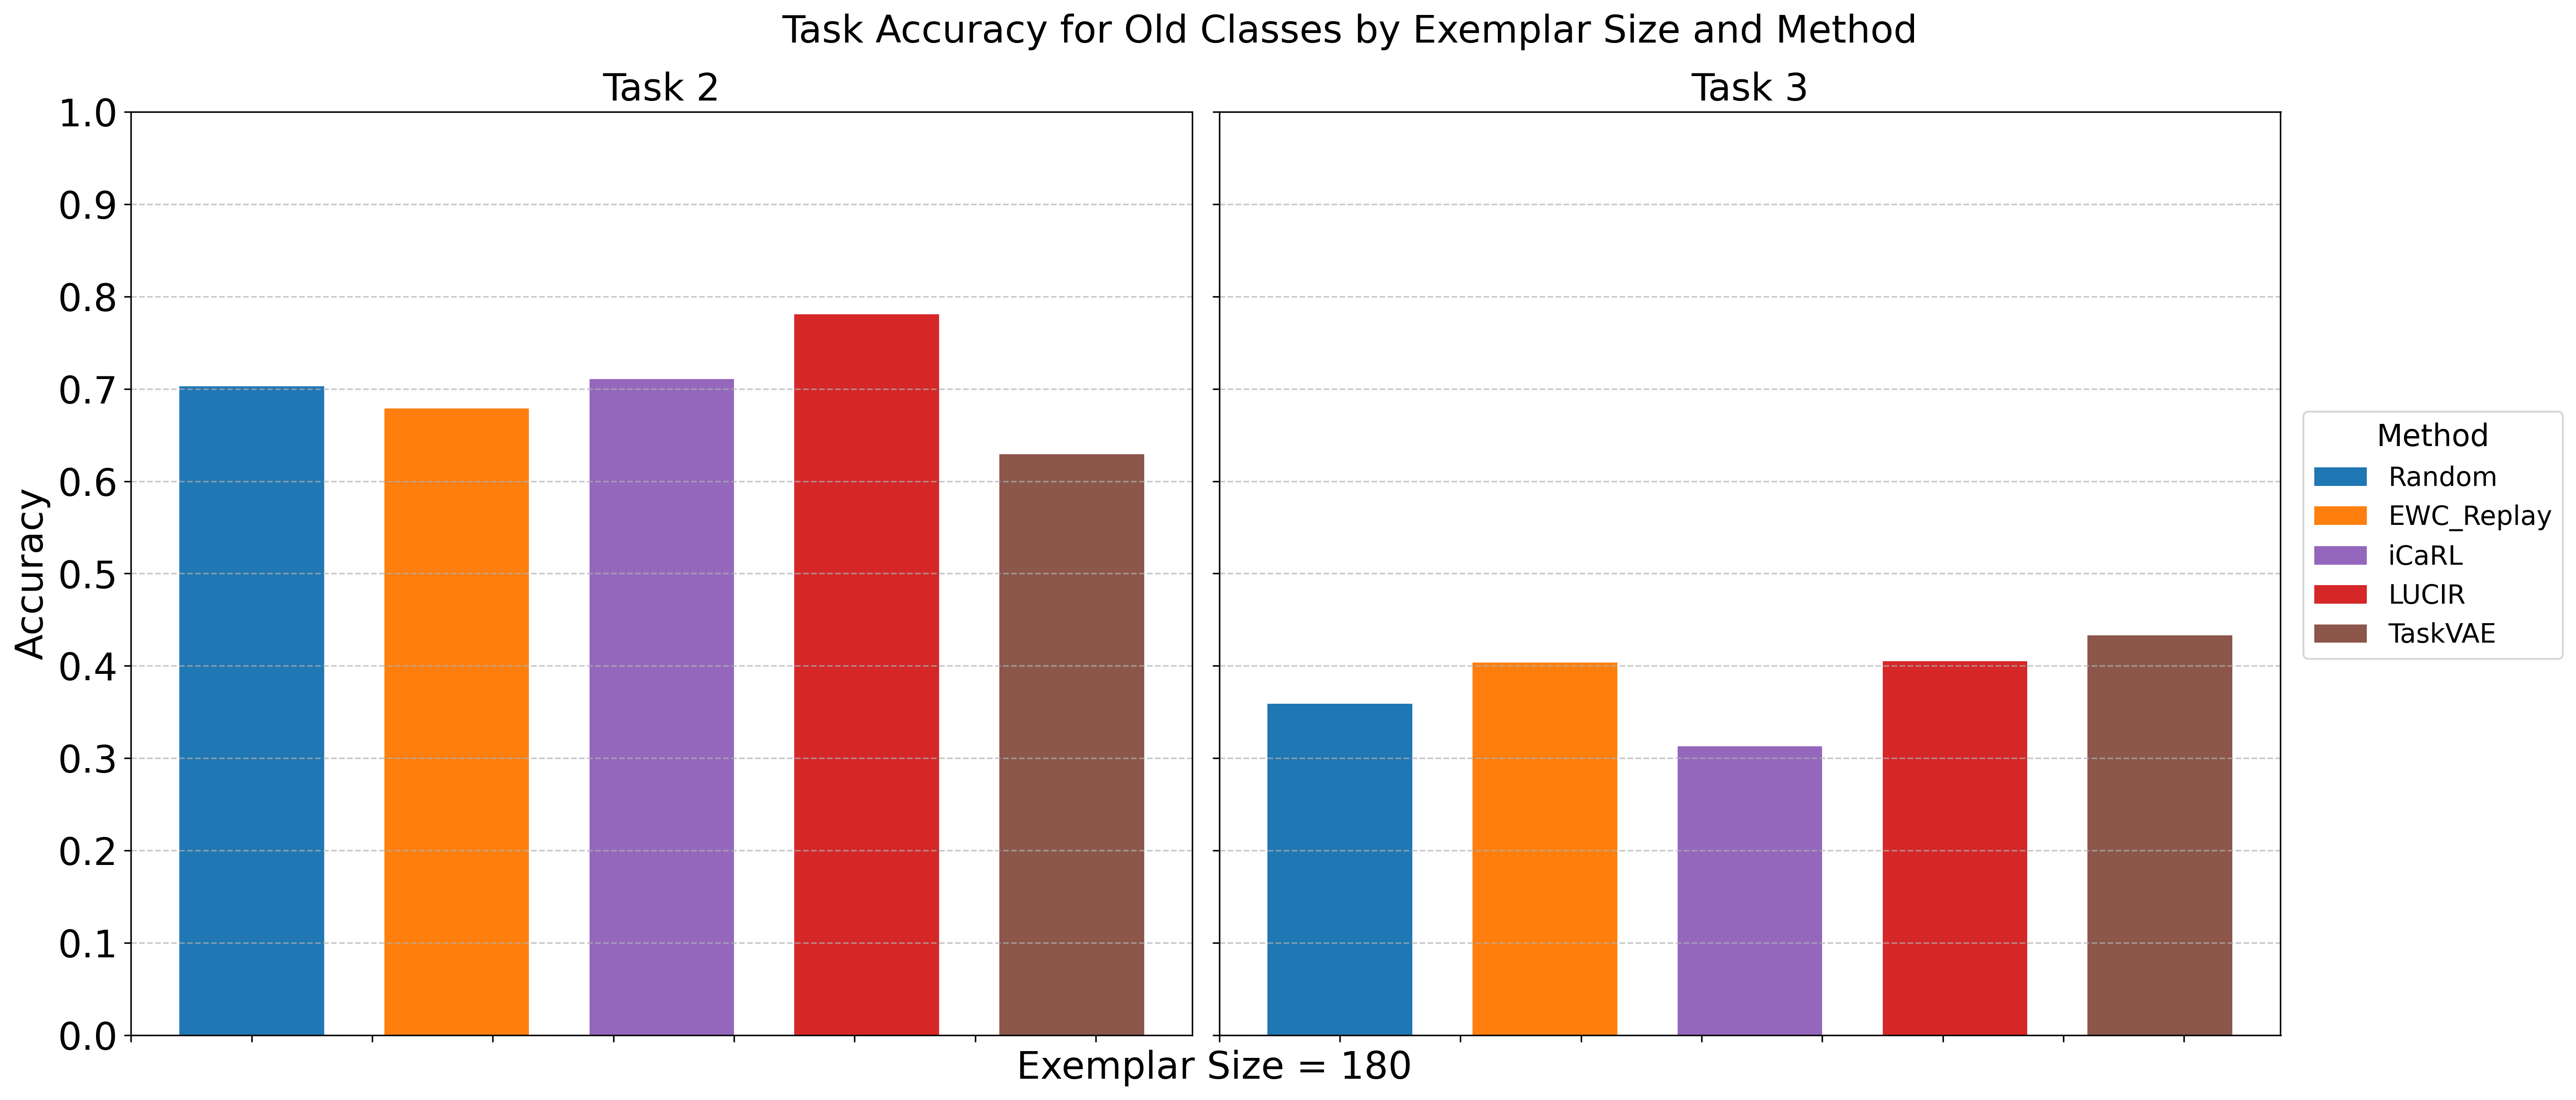 Task Accuracy for Old Classes by Exemplar Size and Method
Task 2
Task 3
1.0
0.9
0.8
0.7
0.6
0.5
0.4
0.3
0.2
0.1
0.0
Accuracy
Exemplar Size = 180
Method
Random
EWC_Replay
iCaRL
LUCIR
TaskVAE